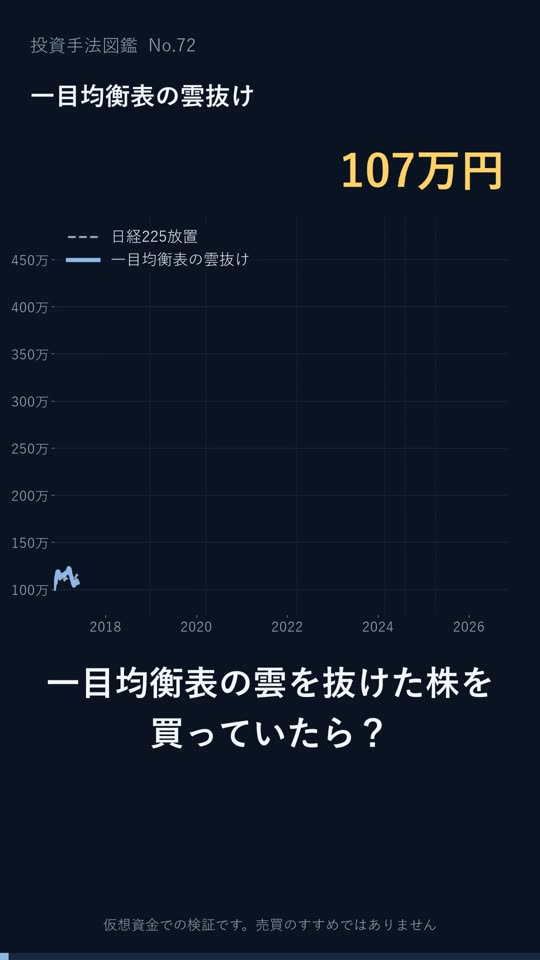 投資手法図鑑 No.72
一目均衡表の雲抜け
107万円
日経225放置
一目均衡表の雲抜け
450万
400万
350万
300万
250万
200万
150万
100万
2018 2020 2022 2024 2026
一目均衡表の雲を抜けた株を
買っていたら？
仮想資金での検証です。売買のすすめではありません